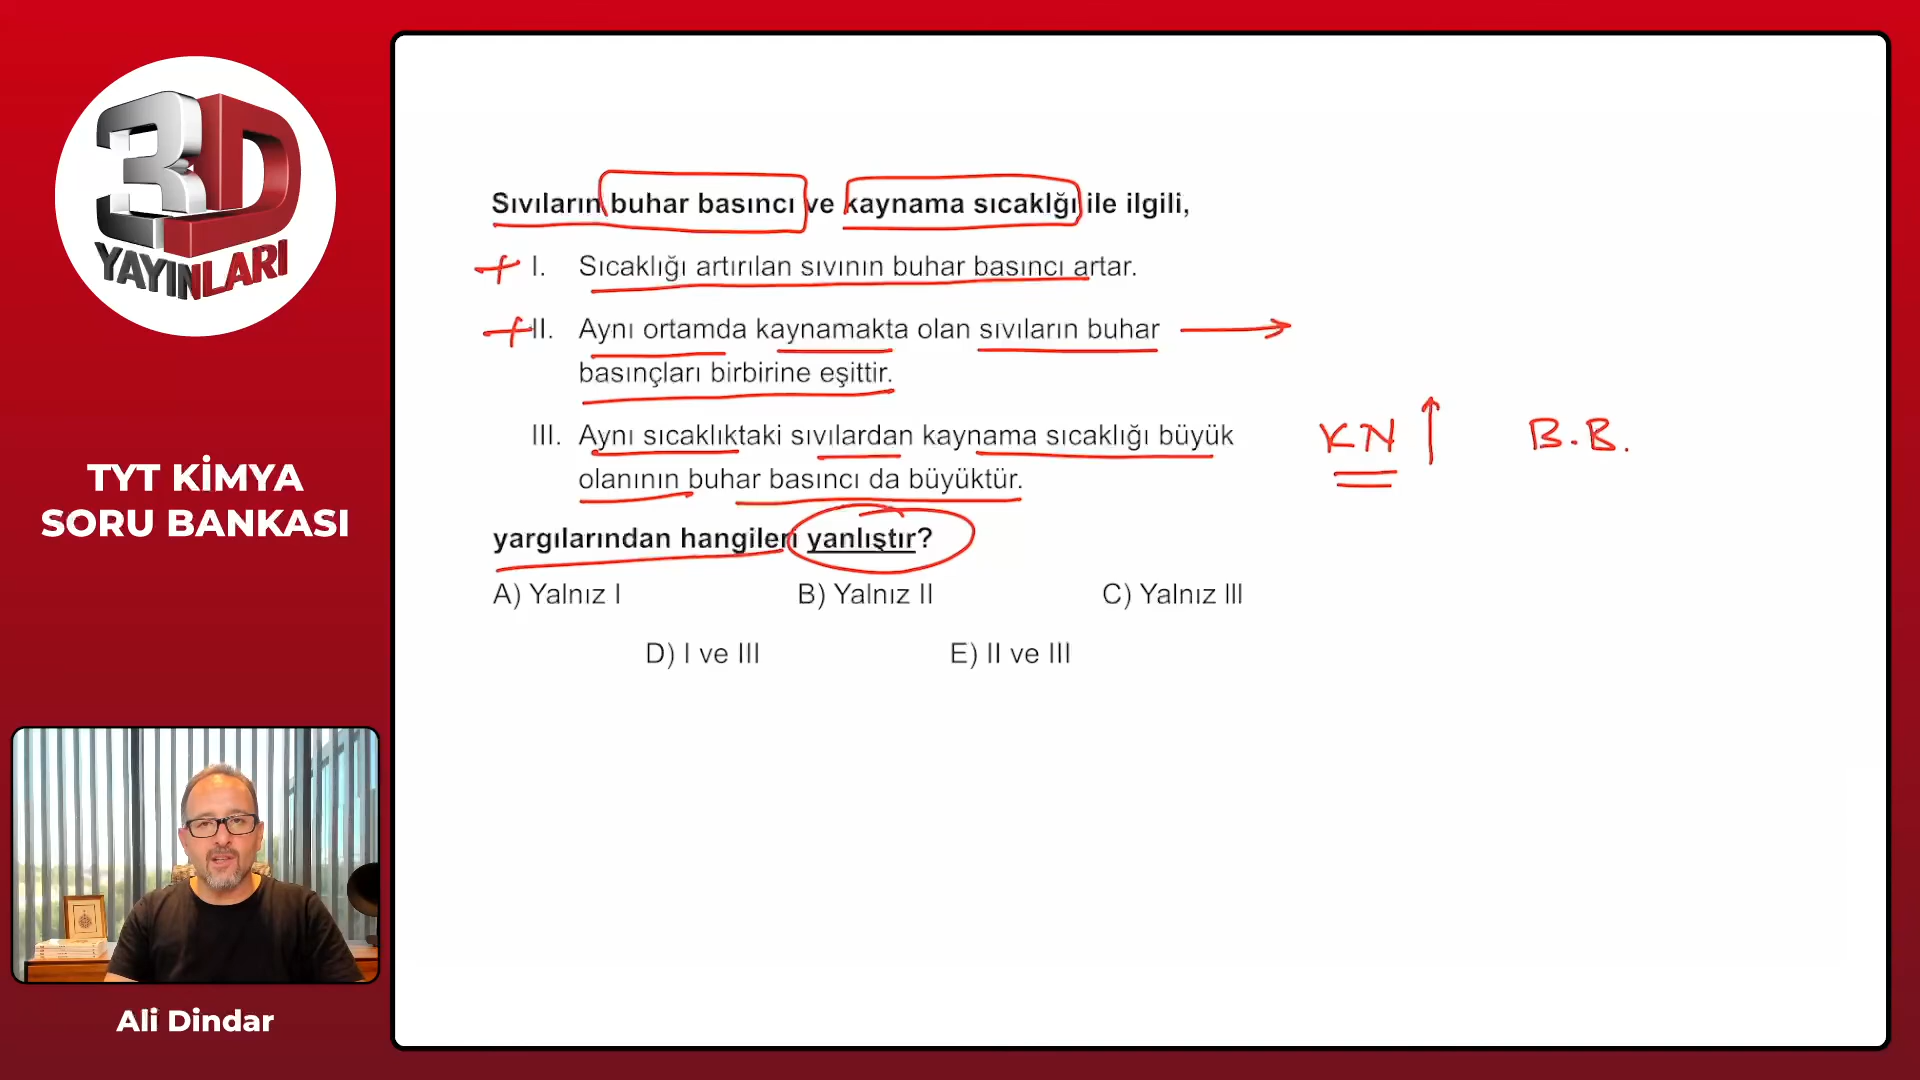 3D
YAYINLARI
TYT KİMYA
SORU BANKASI
Ali Dindar
Sıvıların buhar basıncı ve kaynama sıcaklğı ile ilgili,
+ I. Sıcaklığı artırılan sıvının buhar basıncı artar.
+ II. Aynı ortamda kaynamakta olan sıvıların buhar →
basınçları birbirine eşittir.
III. Aynı sıcaklıktaki sıvılardan kaynama sıcaklığı büyük KN ↑ B.B.
olanının buhar basıncı da büyüktür.
yargılarından hangileri yanlıştır?
A) Yalnız I B) Yalnız II C) Yalnız III
D) I ve III E) II ve III